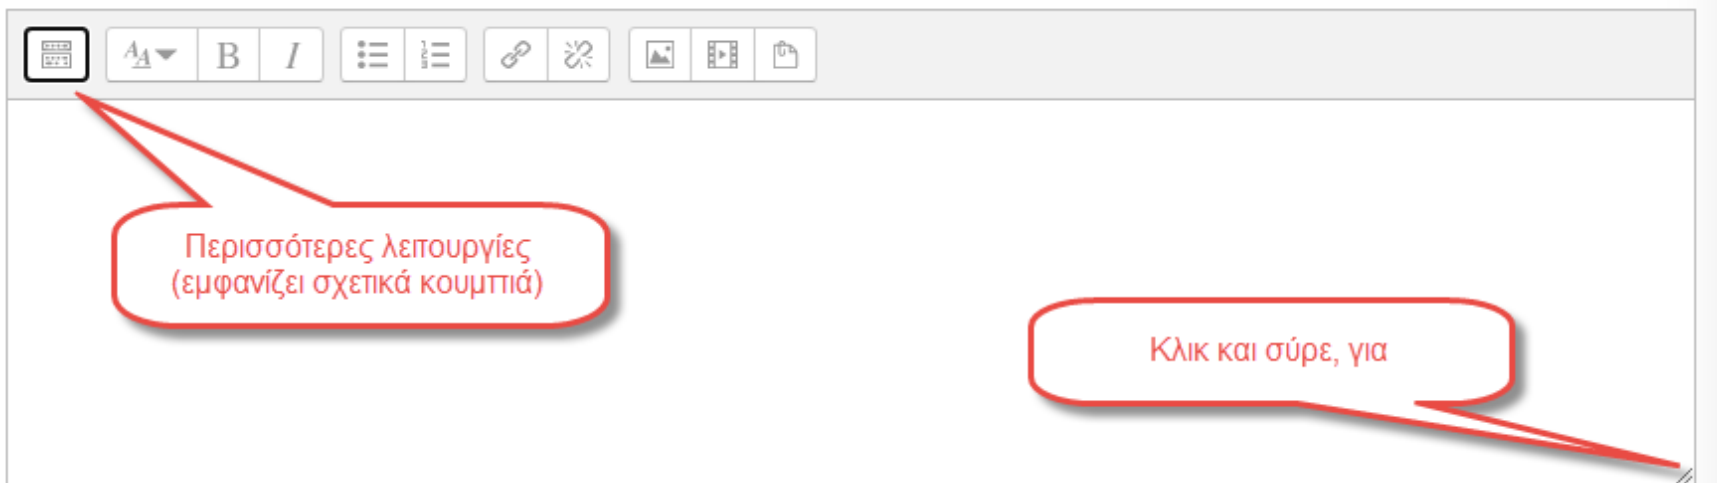 Περισσότερες λειτουργίες
(εμφανίζει σχετικά κουμπιά)
Κλικ και σύρε, για